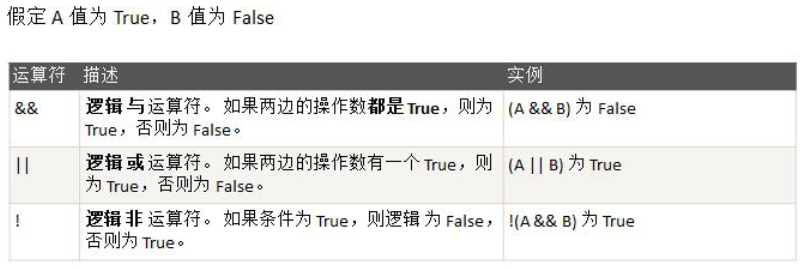 假定 A 值为 True，B 值为 False
运算符 描述 实例
&& 逻辑与运算符。如果两边的操作数都是True，则为 (A && B) 为 False
True，否则为 False。
|| 逻辑或运算符。如果两边的操作数有一个 True，则 (A || B) 为 True
为 True，否则为 False。
! 逻辑非运算符。如果条件为 True，则逻辑为 False， !(A && B) 为 True
否则为 True。